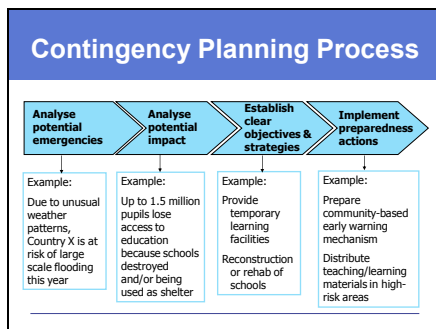 Contingency Planning Process
Analyse
potential
emergencies
Analyse
potential
impact
Establish
clear
objectives &
strategies
Implement
preparedness
actions
Example:
Due to unusual
weather
patterns,
Country X is at
risk of large
scale flooding
this year
Example:
Up to 1.5 million
pupils lose
access to
education
because schools
destroyed
and/or being
used as shelter
Example:
Provide
temporary
learning
facilities
Reconstruction
or rehab of
schools
Example:
Prepare
community-based
early warning
mechanism
Distribute
teaching/learning
materials in high-
risk areas